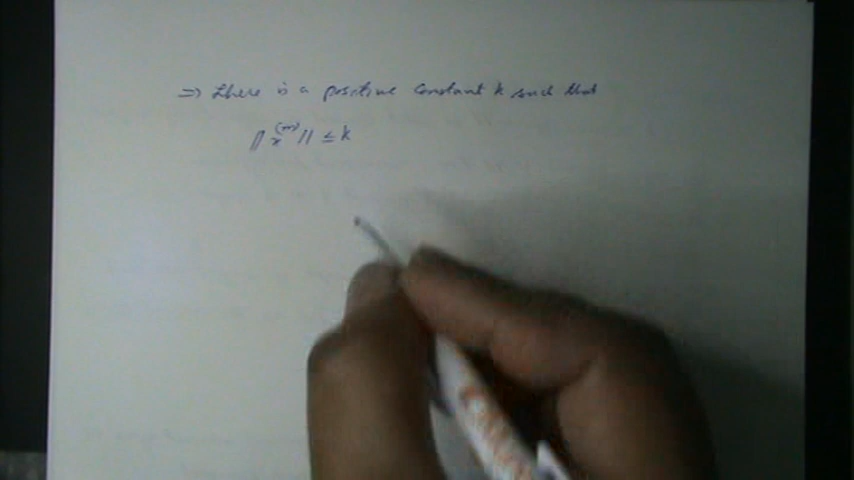 ⇒ there is a positive constant k such that
‖x^(m)‖ ≤ k